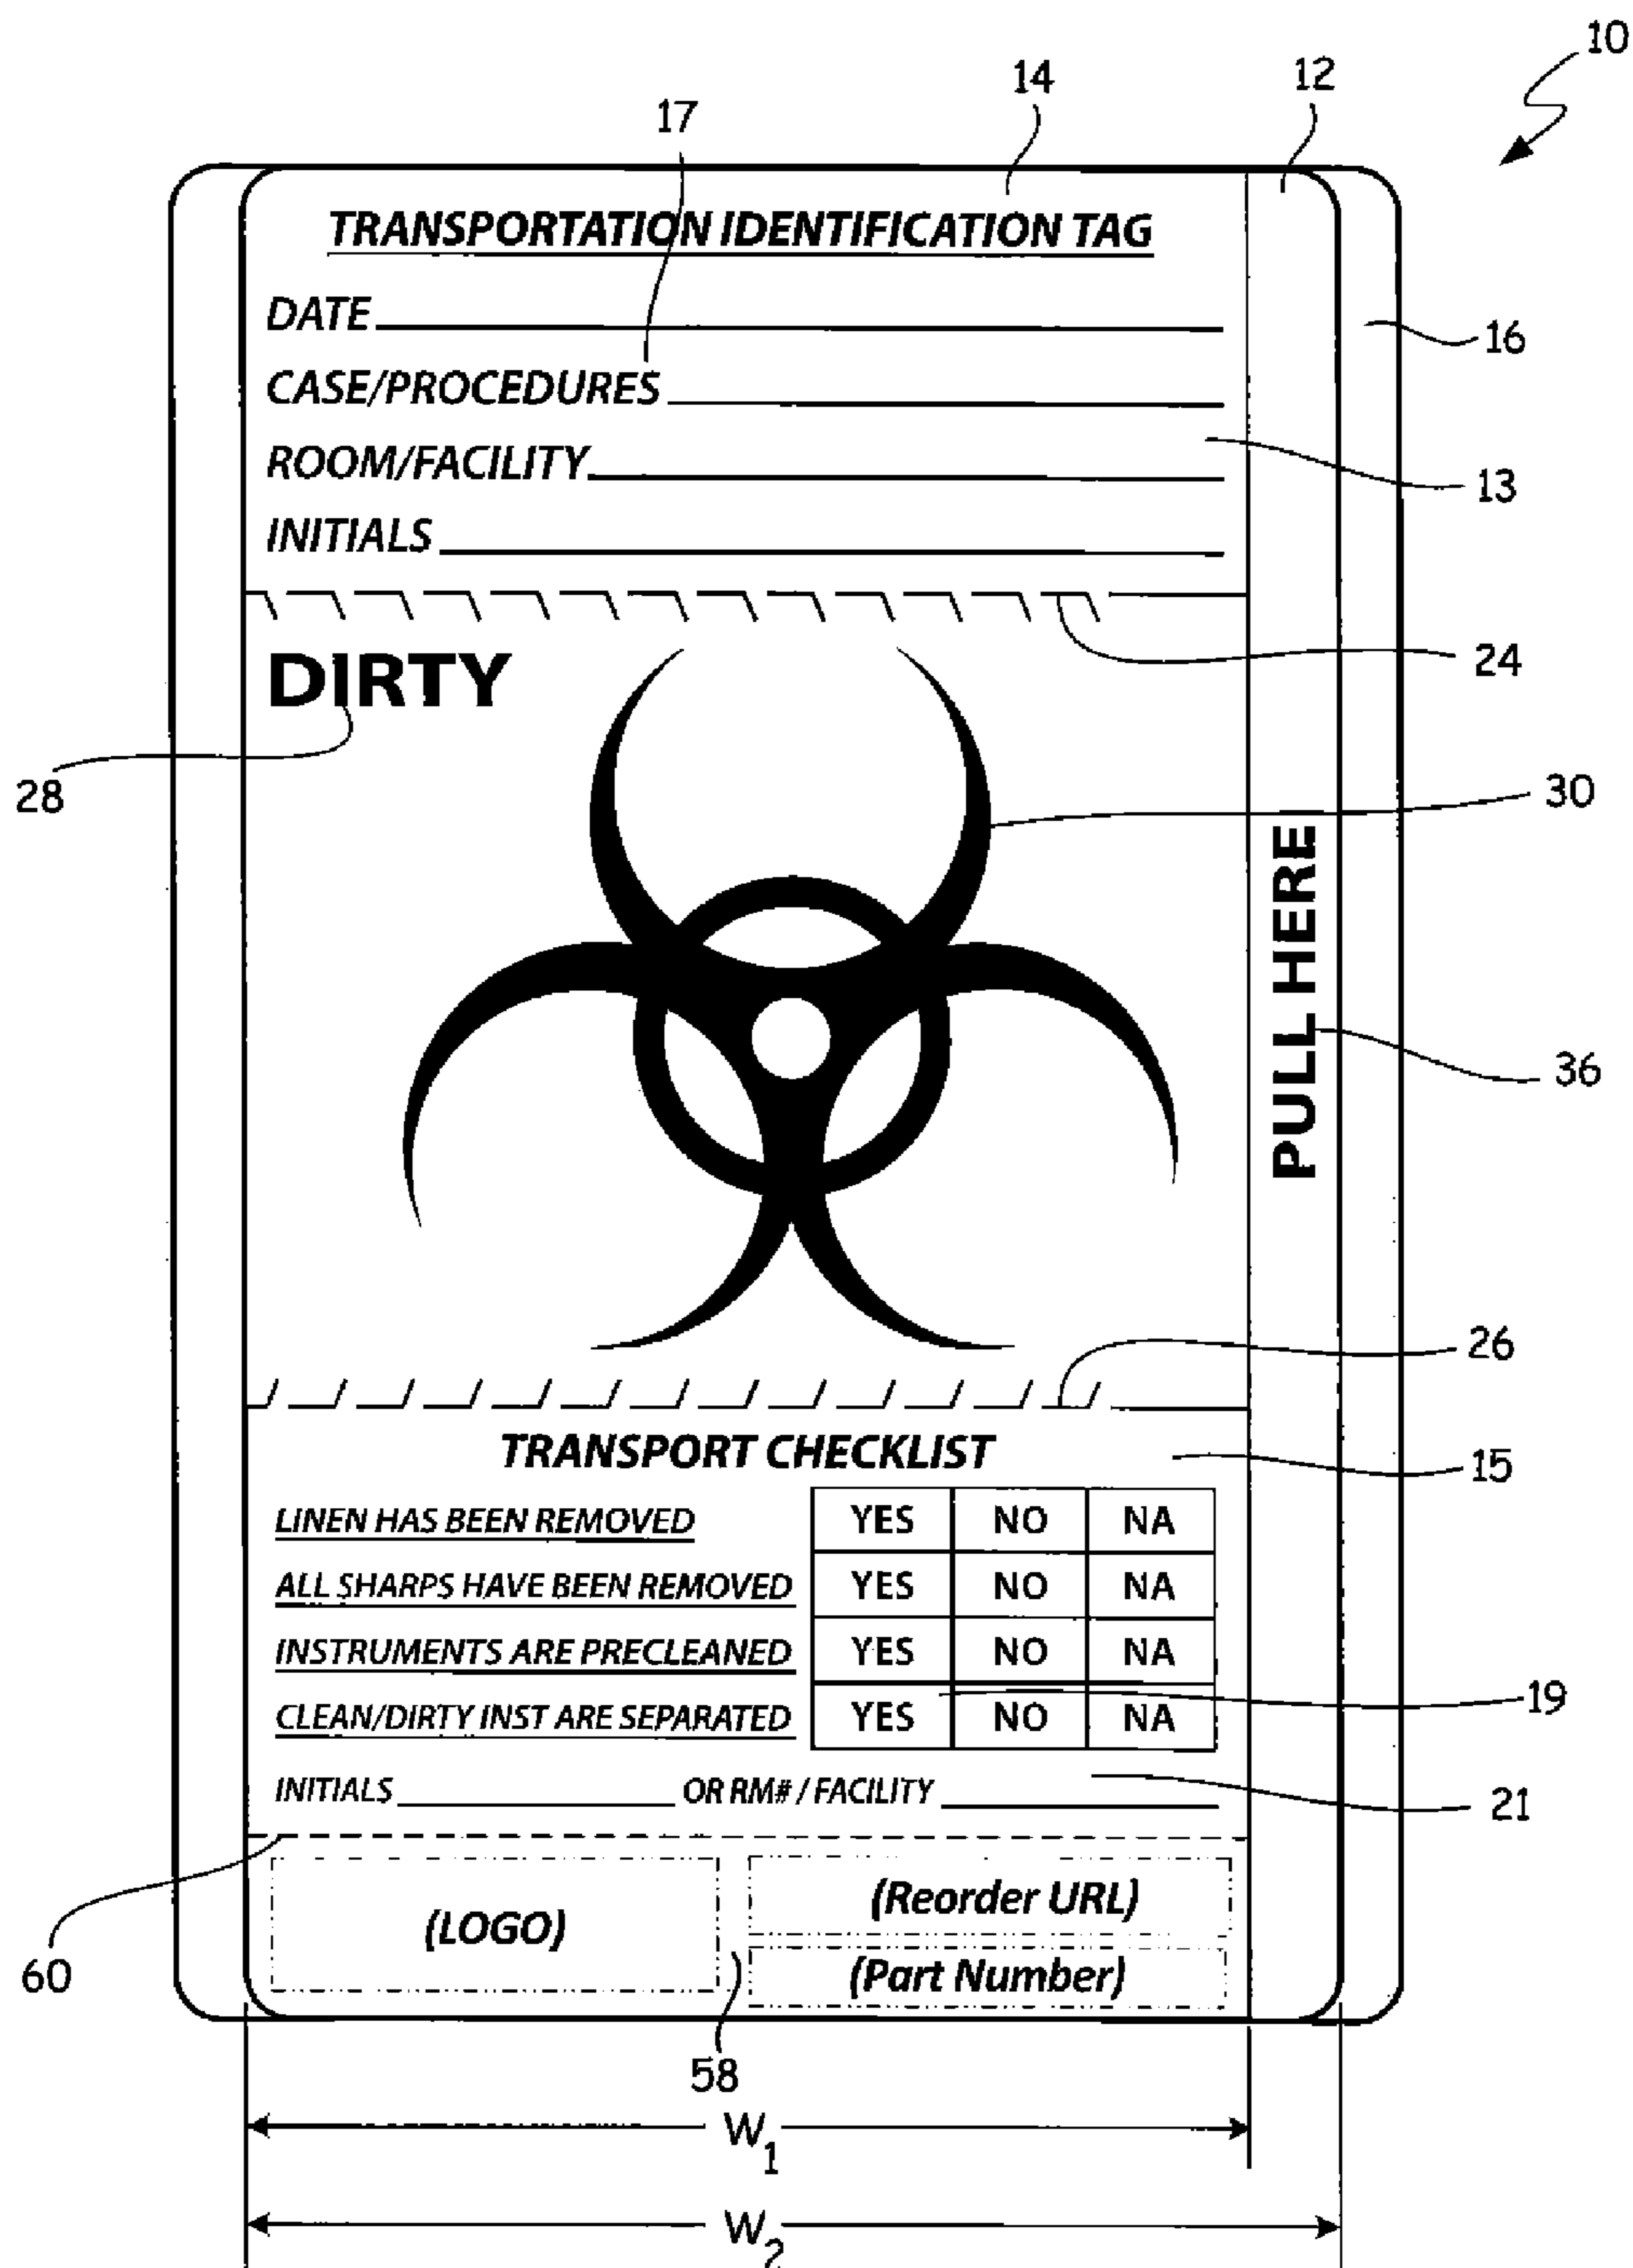 10
14
12
17
TRANSPORTATION IDENTIFICATION TAG
DATE
16
CASE/PROCEDURES
ROOM/FACILITY
13
INITIALS
24
DIRTY
28
30
PULL HERE
36
26
TRANSPORT CHECKLIST
15
LINEN HAS BEEN REMOVED YES NO NA
ALL SHARPS HAVE BEEN REMOVED YES NO NA
INSTRUMENTS ARE PRECLEANED YES NO NA
CLEAN/DIRTY INST ARE SEPARATED YES NO NA
19
INITIALS OR RM# / FACILITY
21
(LOGO)
(Reorder URL)
(Part Number)
60
58
W1
W2